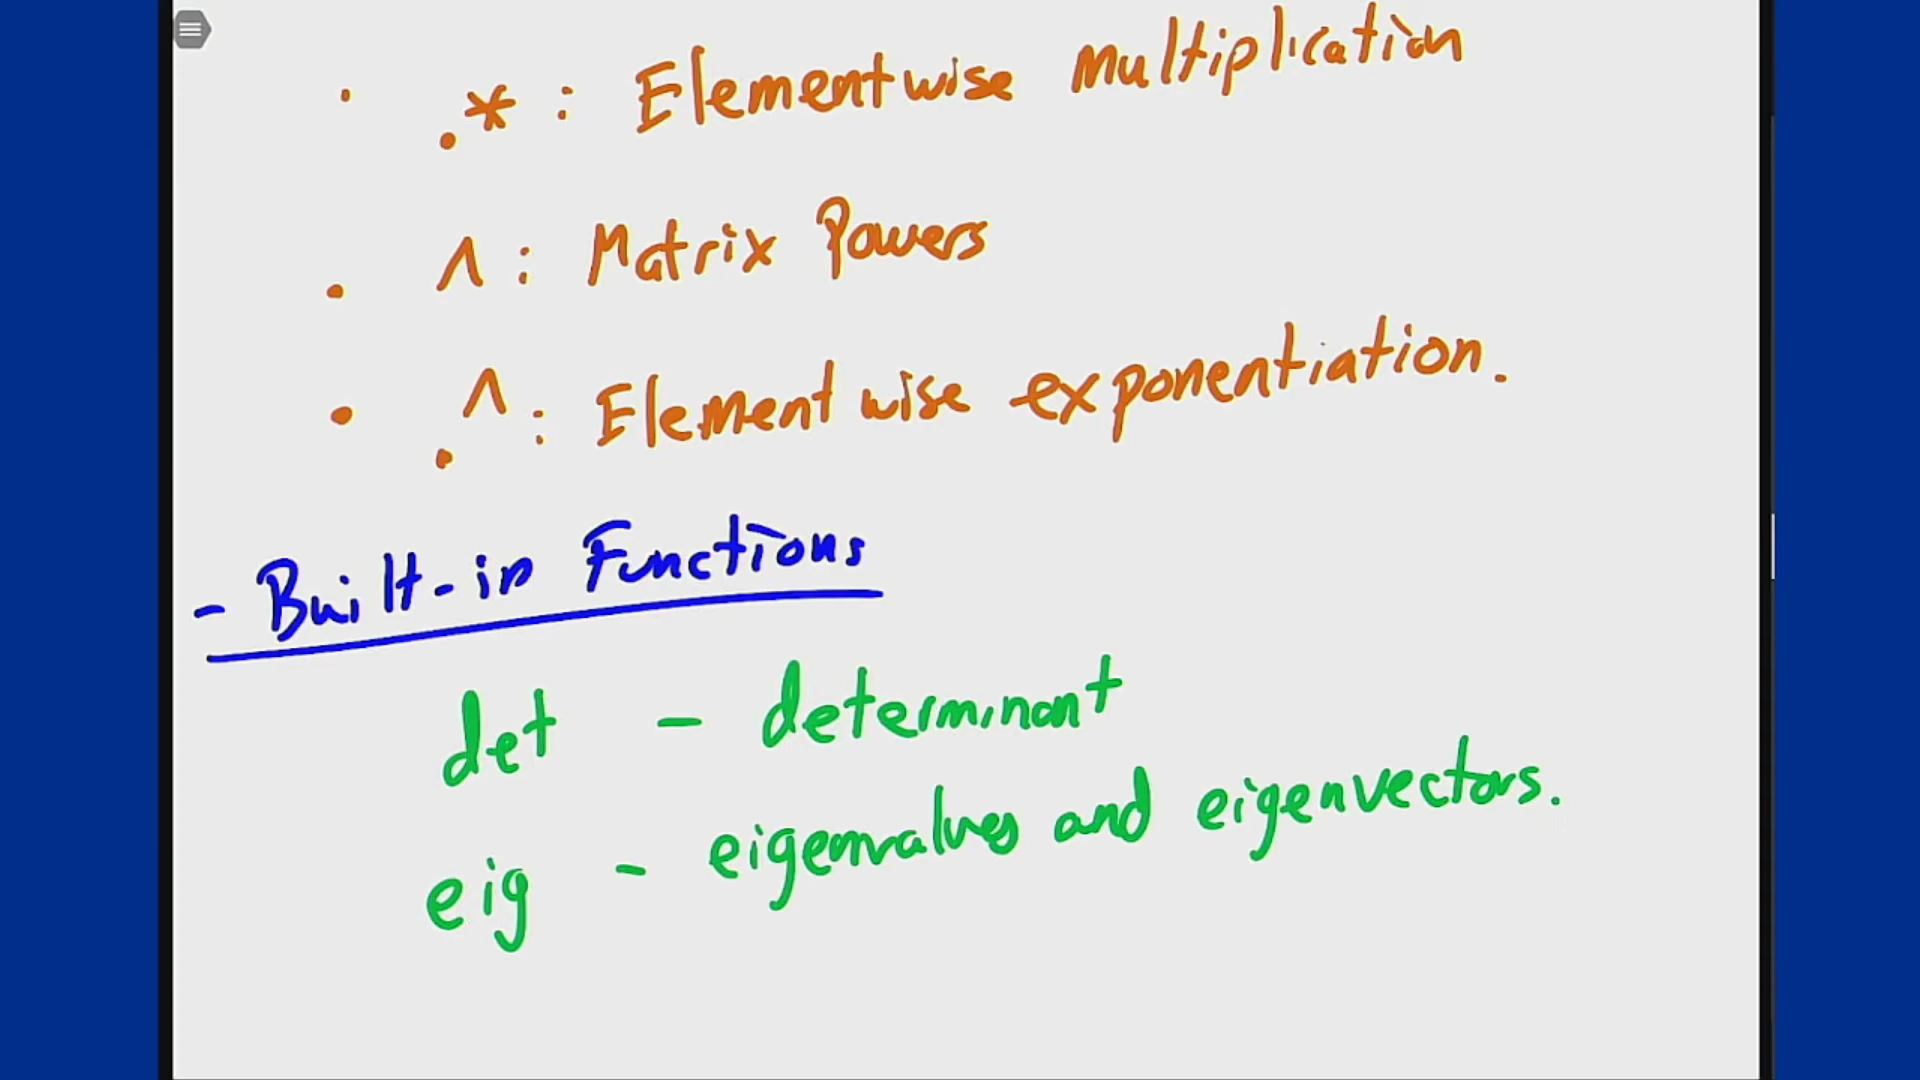 · .* : Elementwise Multiplication
· ^ : Matrix Powers
· .^ : Elementwise exponentiation.
- Built-in Functions
det - determinant
eig - eigenvalues and eigenvectors.